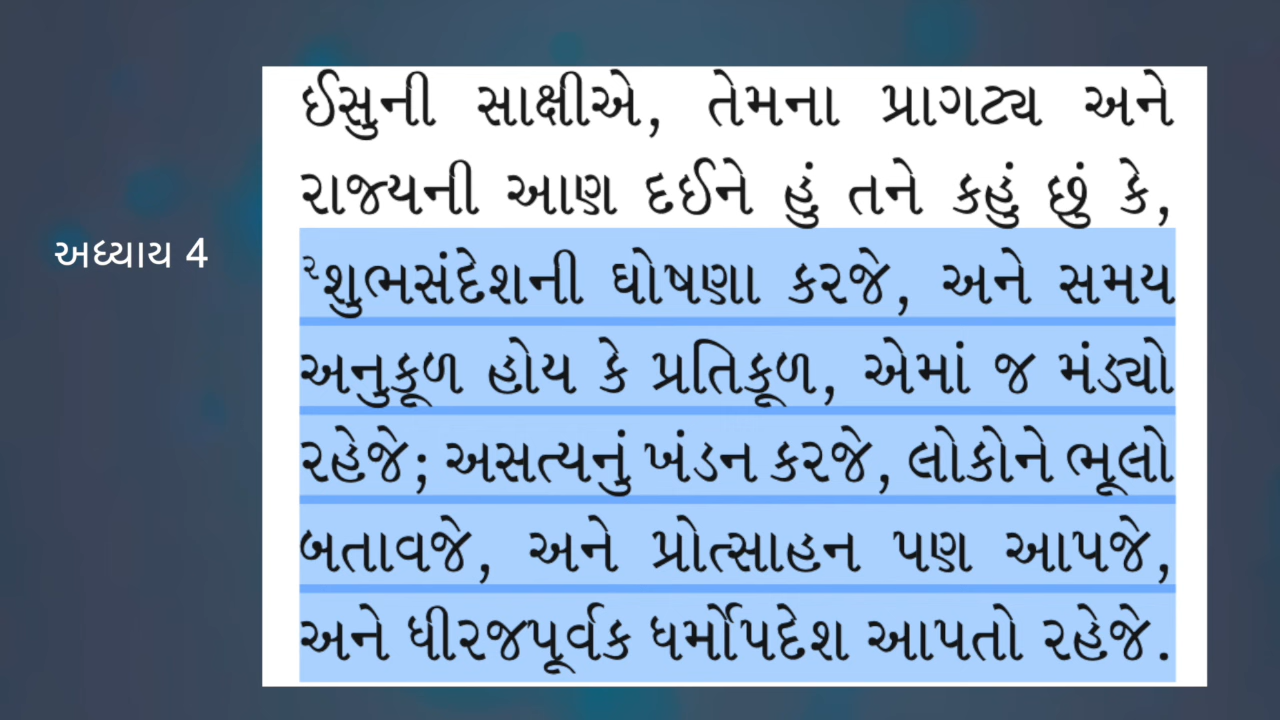 અધ્યાય 4
ઈસુની સાક્ષીએ, તેમના પ્રાગટ્ય અને
રાજ્યની આણ દઈને હું તને કહું છું કે,
૨શુભસંદેશની ઘોષણા કરજે, અને સમય
અનુકૂળ હોય કે પ્રતિકૂળ, એમાં જ મંડ્યો
રહેજે; અસત્યનું ખંડન કરજે, લોકોને ભૂલો
બતાવજે, અને પ્રોત્સાહન પણ આપજે,
અને ધીરજપૂર્વક ધર્મોપદેશ આપતો રહેજે.